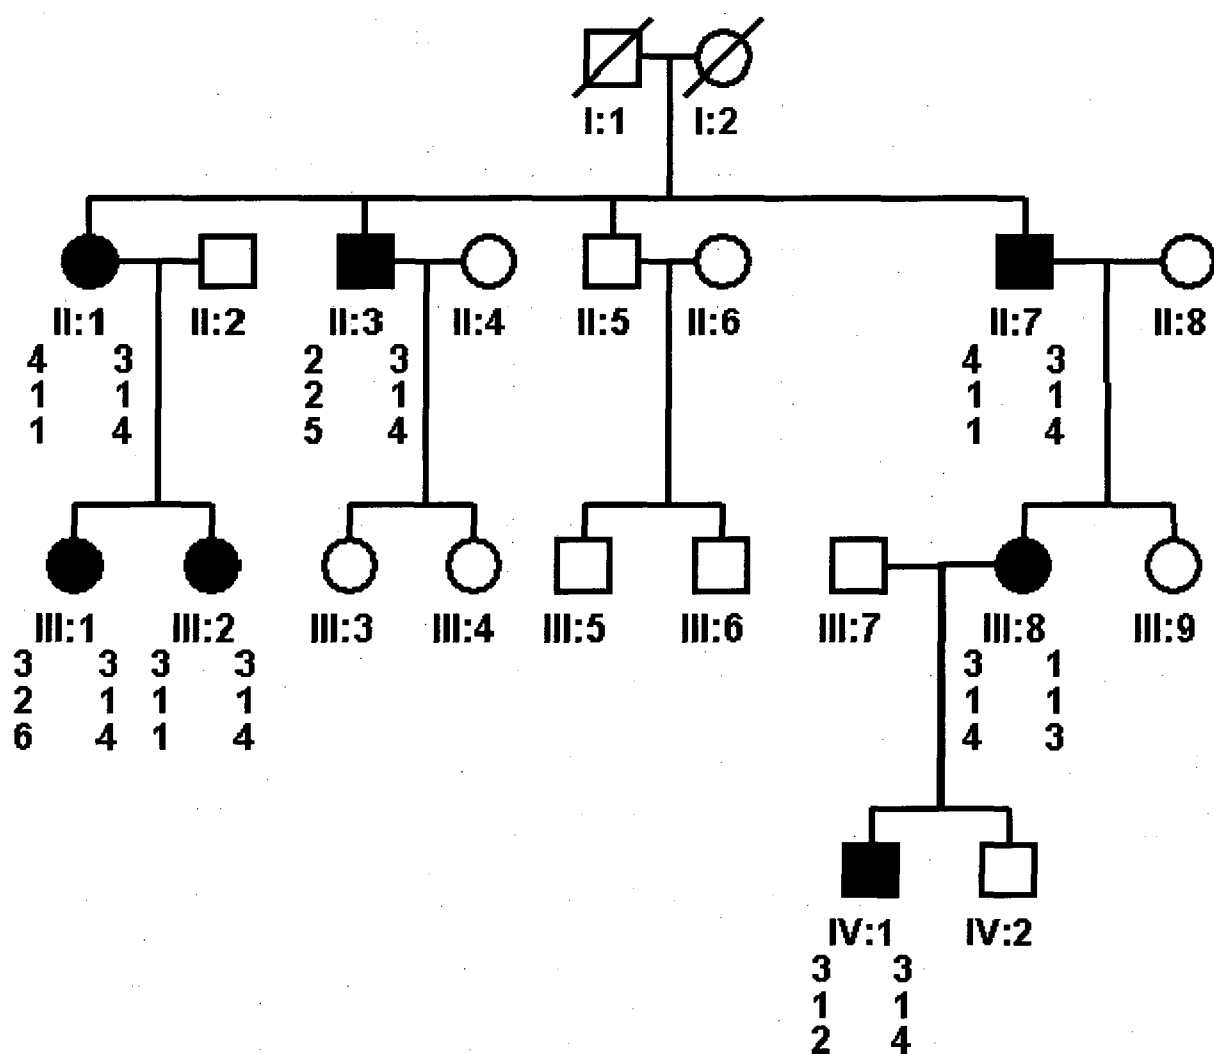 I:1 I:2
II:1 II:2 II:3 II:4 II:5 II:6 II:7 II:8
4 3 2 3 4 3
1 1 2 1 1 1
1 4 5 4 1 4
III:1 III:2 III:3 III:4 III:5 III:6 III:7 III:8 III:9
3 3 3 3 3 1
2 1 1 1 1 1
6 4 1 4 4 3
IV:1 IV:2
3 3
1 1
2 4